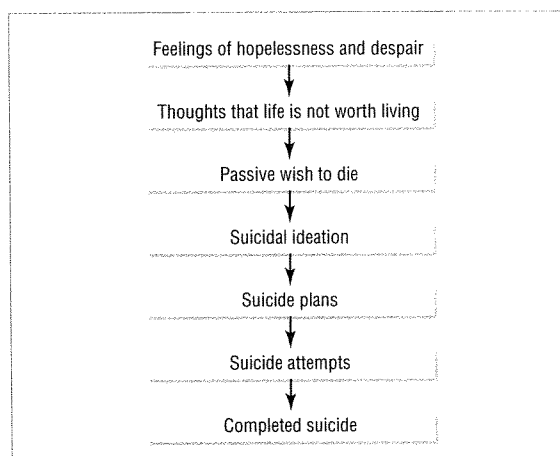 Feelings of hopelessness and despair
Thoughts that life is not worth living
Passive wish to die
Suicidal ideation
Suicide plans
Suicide attempts
Completed suicide